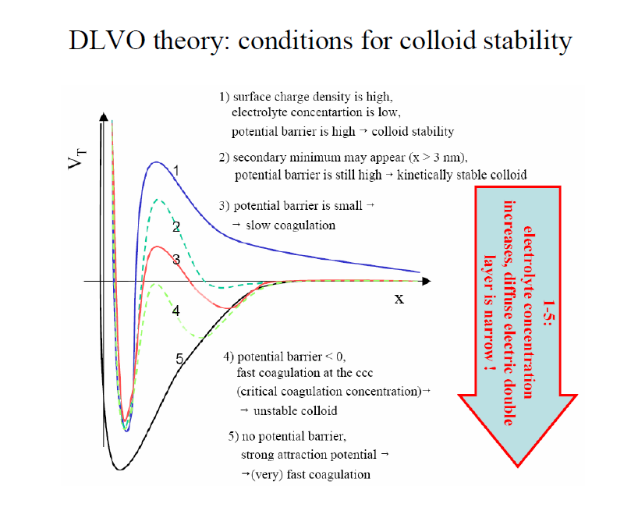 DLVO theory: conditions for colloid stability
1) surface charge density is high,
electrolyte concentartion is low,
potential barrier is high → colloid stability
2) secondary minimum may appear (x > 3 nm),
potential barrier is still high → kinetically stable colloid
3) potential barrier is small →
→ slow coagulation
V_T
1
2
3
4
5
x
4) potential barrier < 0,
fast coagulation at the ccc
(critical coagulation concentration)→
→ unstable colloid
5) no potential barrier,
strong attraction potential →
→(very) fast coagulation
1-5:
electrolyte concentration
increases, diffuse electric double
layer is narrow !